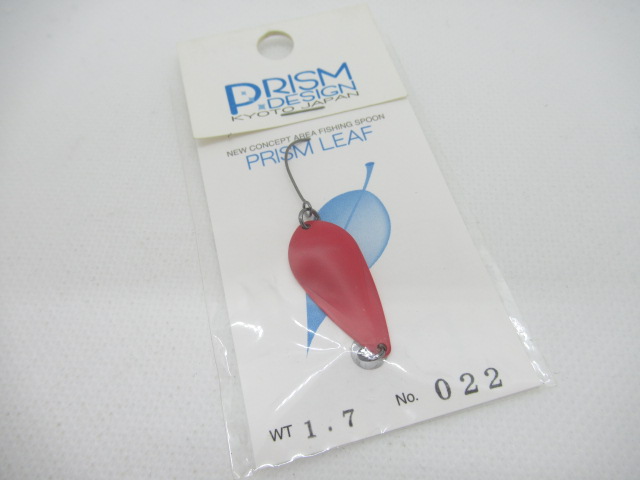 PRISM
DESIGN
KYOTO JAPAN
NEW CONCEPT AREA FISHING SPOON
PRISM LEAF
WT 1.7 No. 022